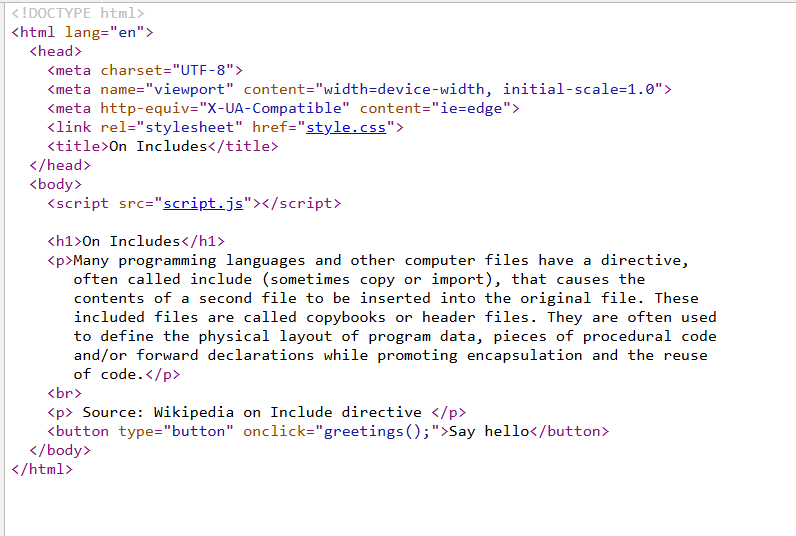 <!DOCTYPE html>
<html lang="en">
  <head>
    <meta charset="UTF-8">
    <meta name="viewport" content="width=device-width, initial-scale=1.0">
    <meta http-equiv="X-UA-Compatible" content="ie=edge">
    <link rel="stylesheet" href="style.css">
    <title>On Includes</title>
  </head>
  <body>
    <script src="script.js"></script>

    <h1>On Includes</h1>
    <p>Many programming languages and other computer files have a directive,
       often called include (sometimes copy or import), that causes the
       contents of a second file to be inserted into the original file. These
       included files are called copybooks or header files. They are often used
       to define the physical layout of program data, pieces of procedural code
       and/or forward declarations while promoting encapsulation and the reuse
       of code.</p>
    <br>
    <p> Source: Wikipedia on Include directive </p>
    <button type="button" onclick="greetings();">Say hello</button>
  </body>
</html>